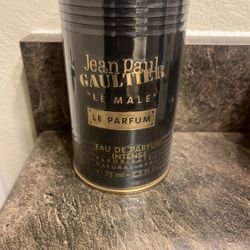 Jean Paul
GAULTIER
"LE MALE"
LE PARFUM
EAU DE PARFUM
INTENSE
75 ml